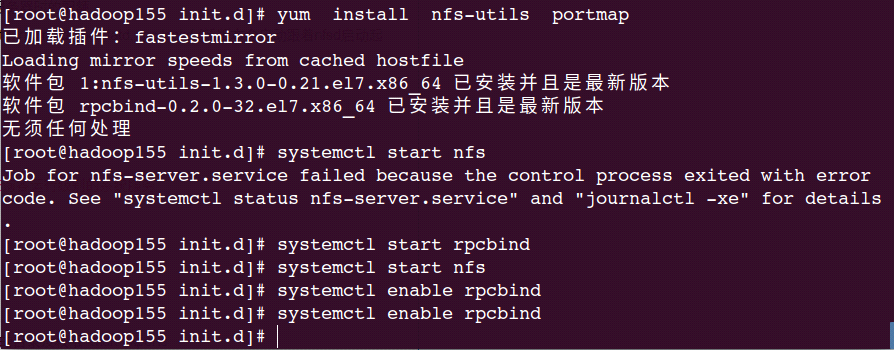 [root@hadoop155 init.d]# yum  install  nfs-utils  portmap
已加载插件：fastestmirror
Loading mirror speeds from cached hostfile
软件包 1:nfs-utils-1.3.0-0.21.el7.x86_64 已安装并且是最新版本
软件包 rpcbind-0.2.0-32.el7.x86_64 已安装并且是最新版本
无须任何处理
[root@hadoop155 init.d]# systemctl start nfs
Job for nfs-server.service failed because the control process exited with error
code. See "systemctl status nfs-server.service" and "journalctl -xe" for details
.
[root@hadoop155 init.d]# systemctl start rpcbind
[root@hadoop155 init.d]# systemctl start nfs
[root@hadoop155 init.d]# systemctl enable rpcbind
[root@hadoop155 init.d]# systemctl enable rpcbind
[root@hadoop155 init.d]#